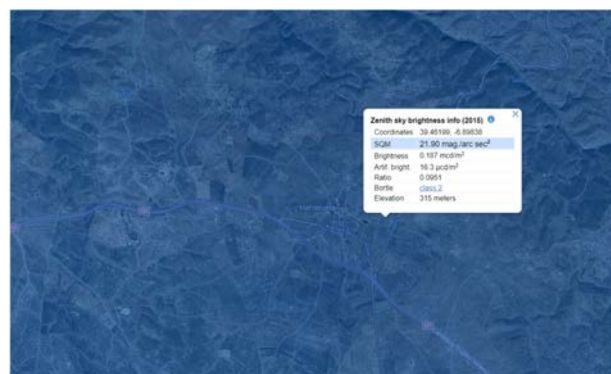 Zenith sky brightness info (2015)
Coordinates 39.46199, -6.89838
SQM 21.90 mag./arc sec²
Brightness 0.187 mcd/m²
Artif. bright. 16.3 μcd/m²
Ratio 0.0951
Bortle class 2
Elevation 315 meters